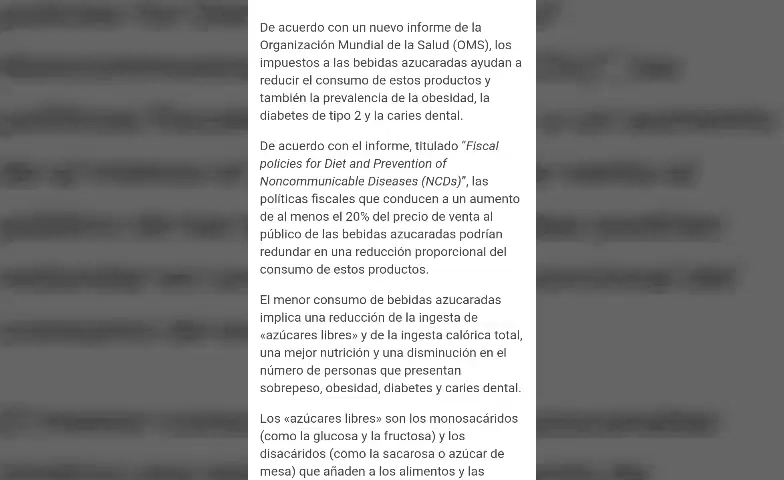 De acuerdo con un nuevo informe de la
Organización Mundial de la Salud (OMS), los
impuestos a las bebidas azucaradas ayudan a
reducir el consumo de estos productos y
también la prevalencia de la obesidad, la
diabetes de tipo 2 y la caries dental.
De acuerdo con el informe, titulado “Fiscal
policies for Diet and Prevention of
Noncommunicable Diseases (NCDs)”, las
políticas fiscales que conducen a un aumento
de al menos el 20% del precio de venta al
público de las bebidas azucaradas podrían
redundar en una reducción proporcional del
consumo de estos productos.
El menor consumo de bebidas azucaradas
implica una reducción de la ingesta de
«azúcares libres» y de la ingesta calórica total,
una mejor nutrición y una disminución en el
número de personas que presentan
sobrepeso, obesidad, diabetes y caries dental.
Los «azúcares libres» son los monosacáridos
(como la glucosa y la fructosa) y los
disacáridos (como la sacarosa o azúcar de
mesa) que añaden a los alimentos y las